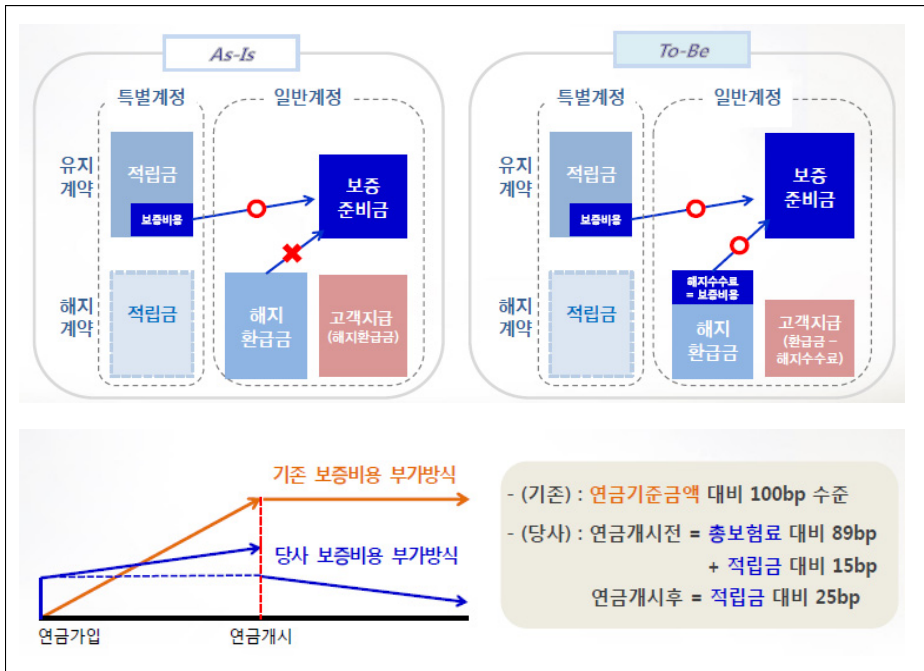 As-Is
특별계정
일반계정
유지
계약
적립금
보증비용
보증
준비금
해지
계약
적립금
해지
환급금
고객지급
(해지환급금)
To-Be
특별계정
일반계정
유지
계약
적립금
보증비용
보증
준비금
해지
계약
적립금
해지수수료
= 보증비용
해지
환급금
고객지급
(환급금 –
해지수수료)
기존 보증비용 부가방식
당사 보증비용 부가방식
연금가입
연금개시
- (기존) : 연금기준금액 대비 100bp 수준
- (당사) : 연금개시전 = 총보험료 대비 89bp
+ 적립금 대비 15bp
연금개시후 = 적립금 대비 25bp